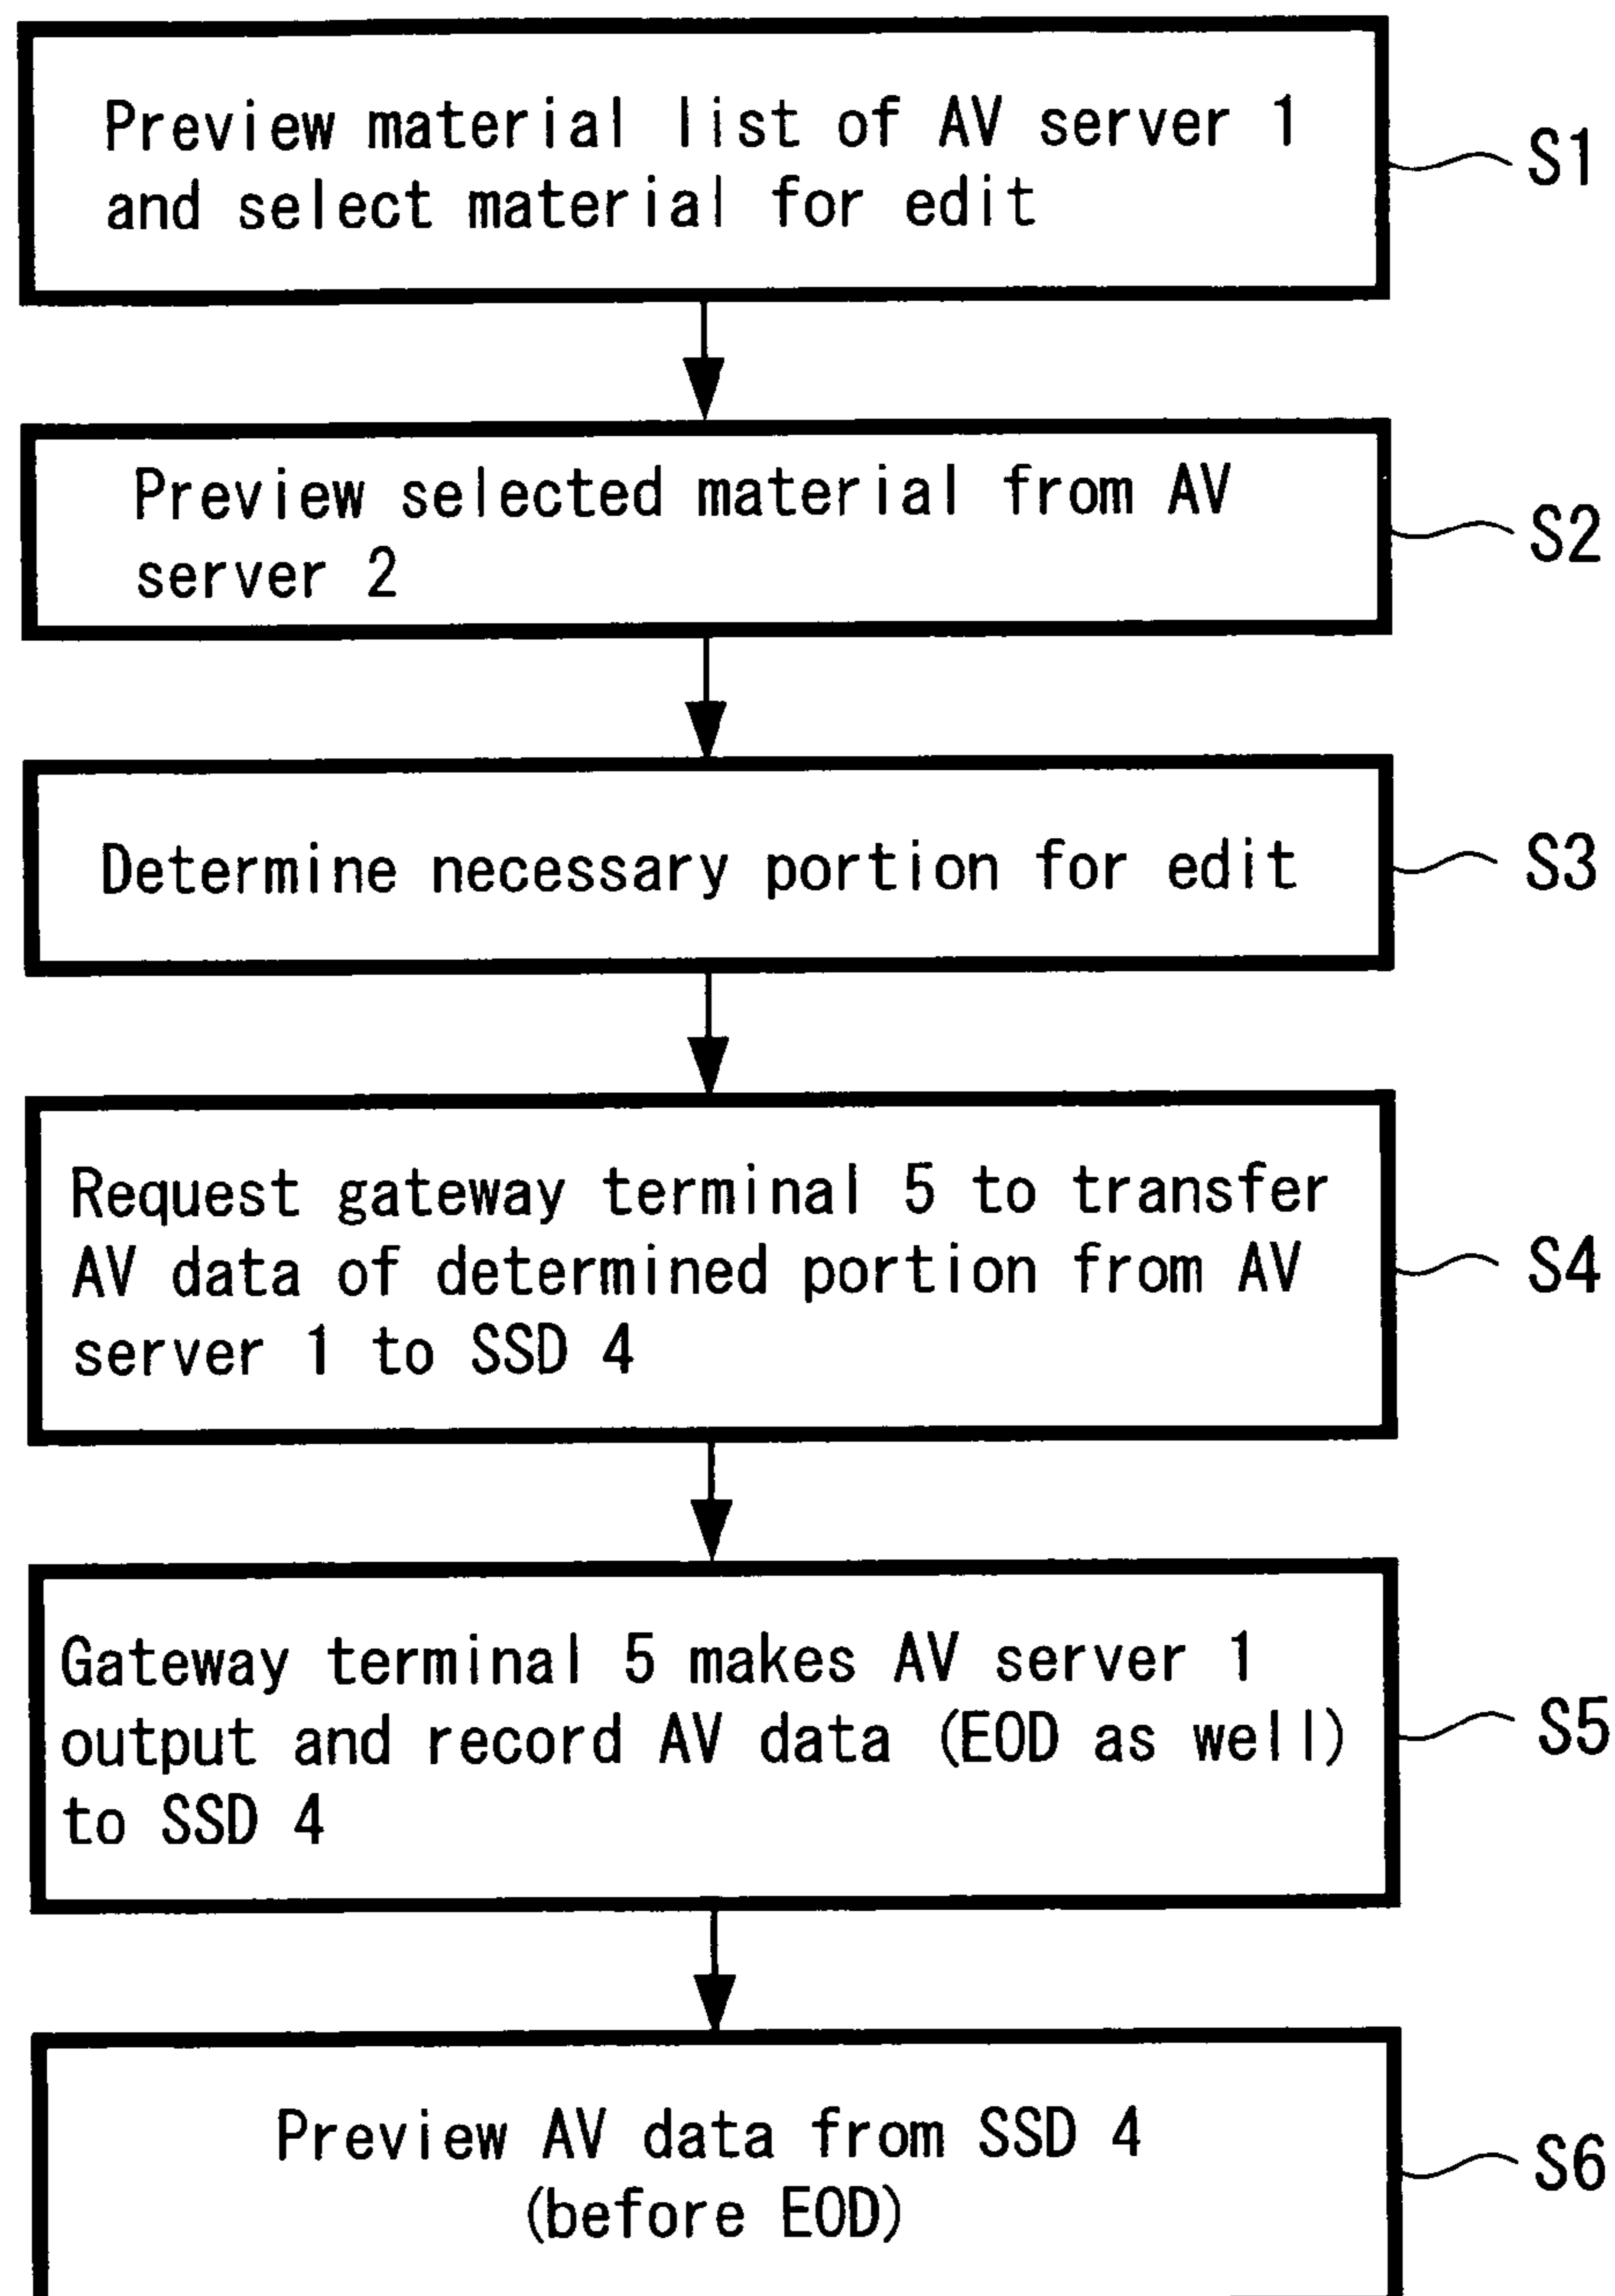 Preview material list of AV server 1
and select material for edit
S1
Preview selected material from AV
server 2
S2
Determine necessary portion for edit
S3
Request gateway terminal 5 to transfer
AV data of determined portion from AV
server 1 to SSD 4
S4
Gateway terminal 5 makes AV server 1
output and record AV data (EOD as well)
to SSD 4
S5
Preview AV data from SSD 4
(before EOD)
S6